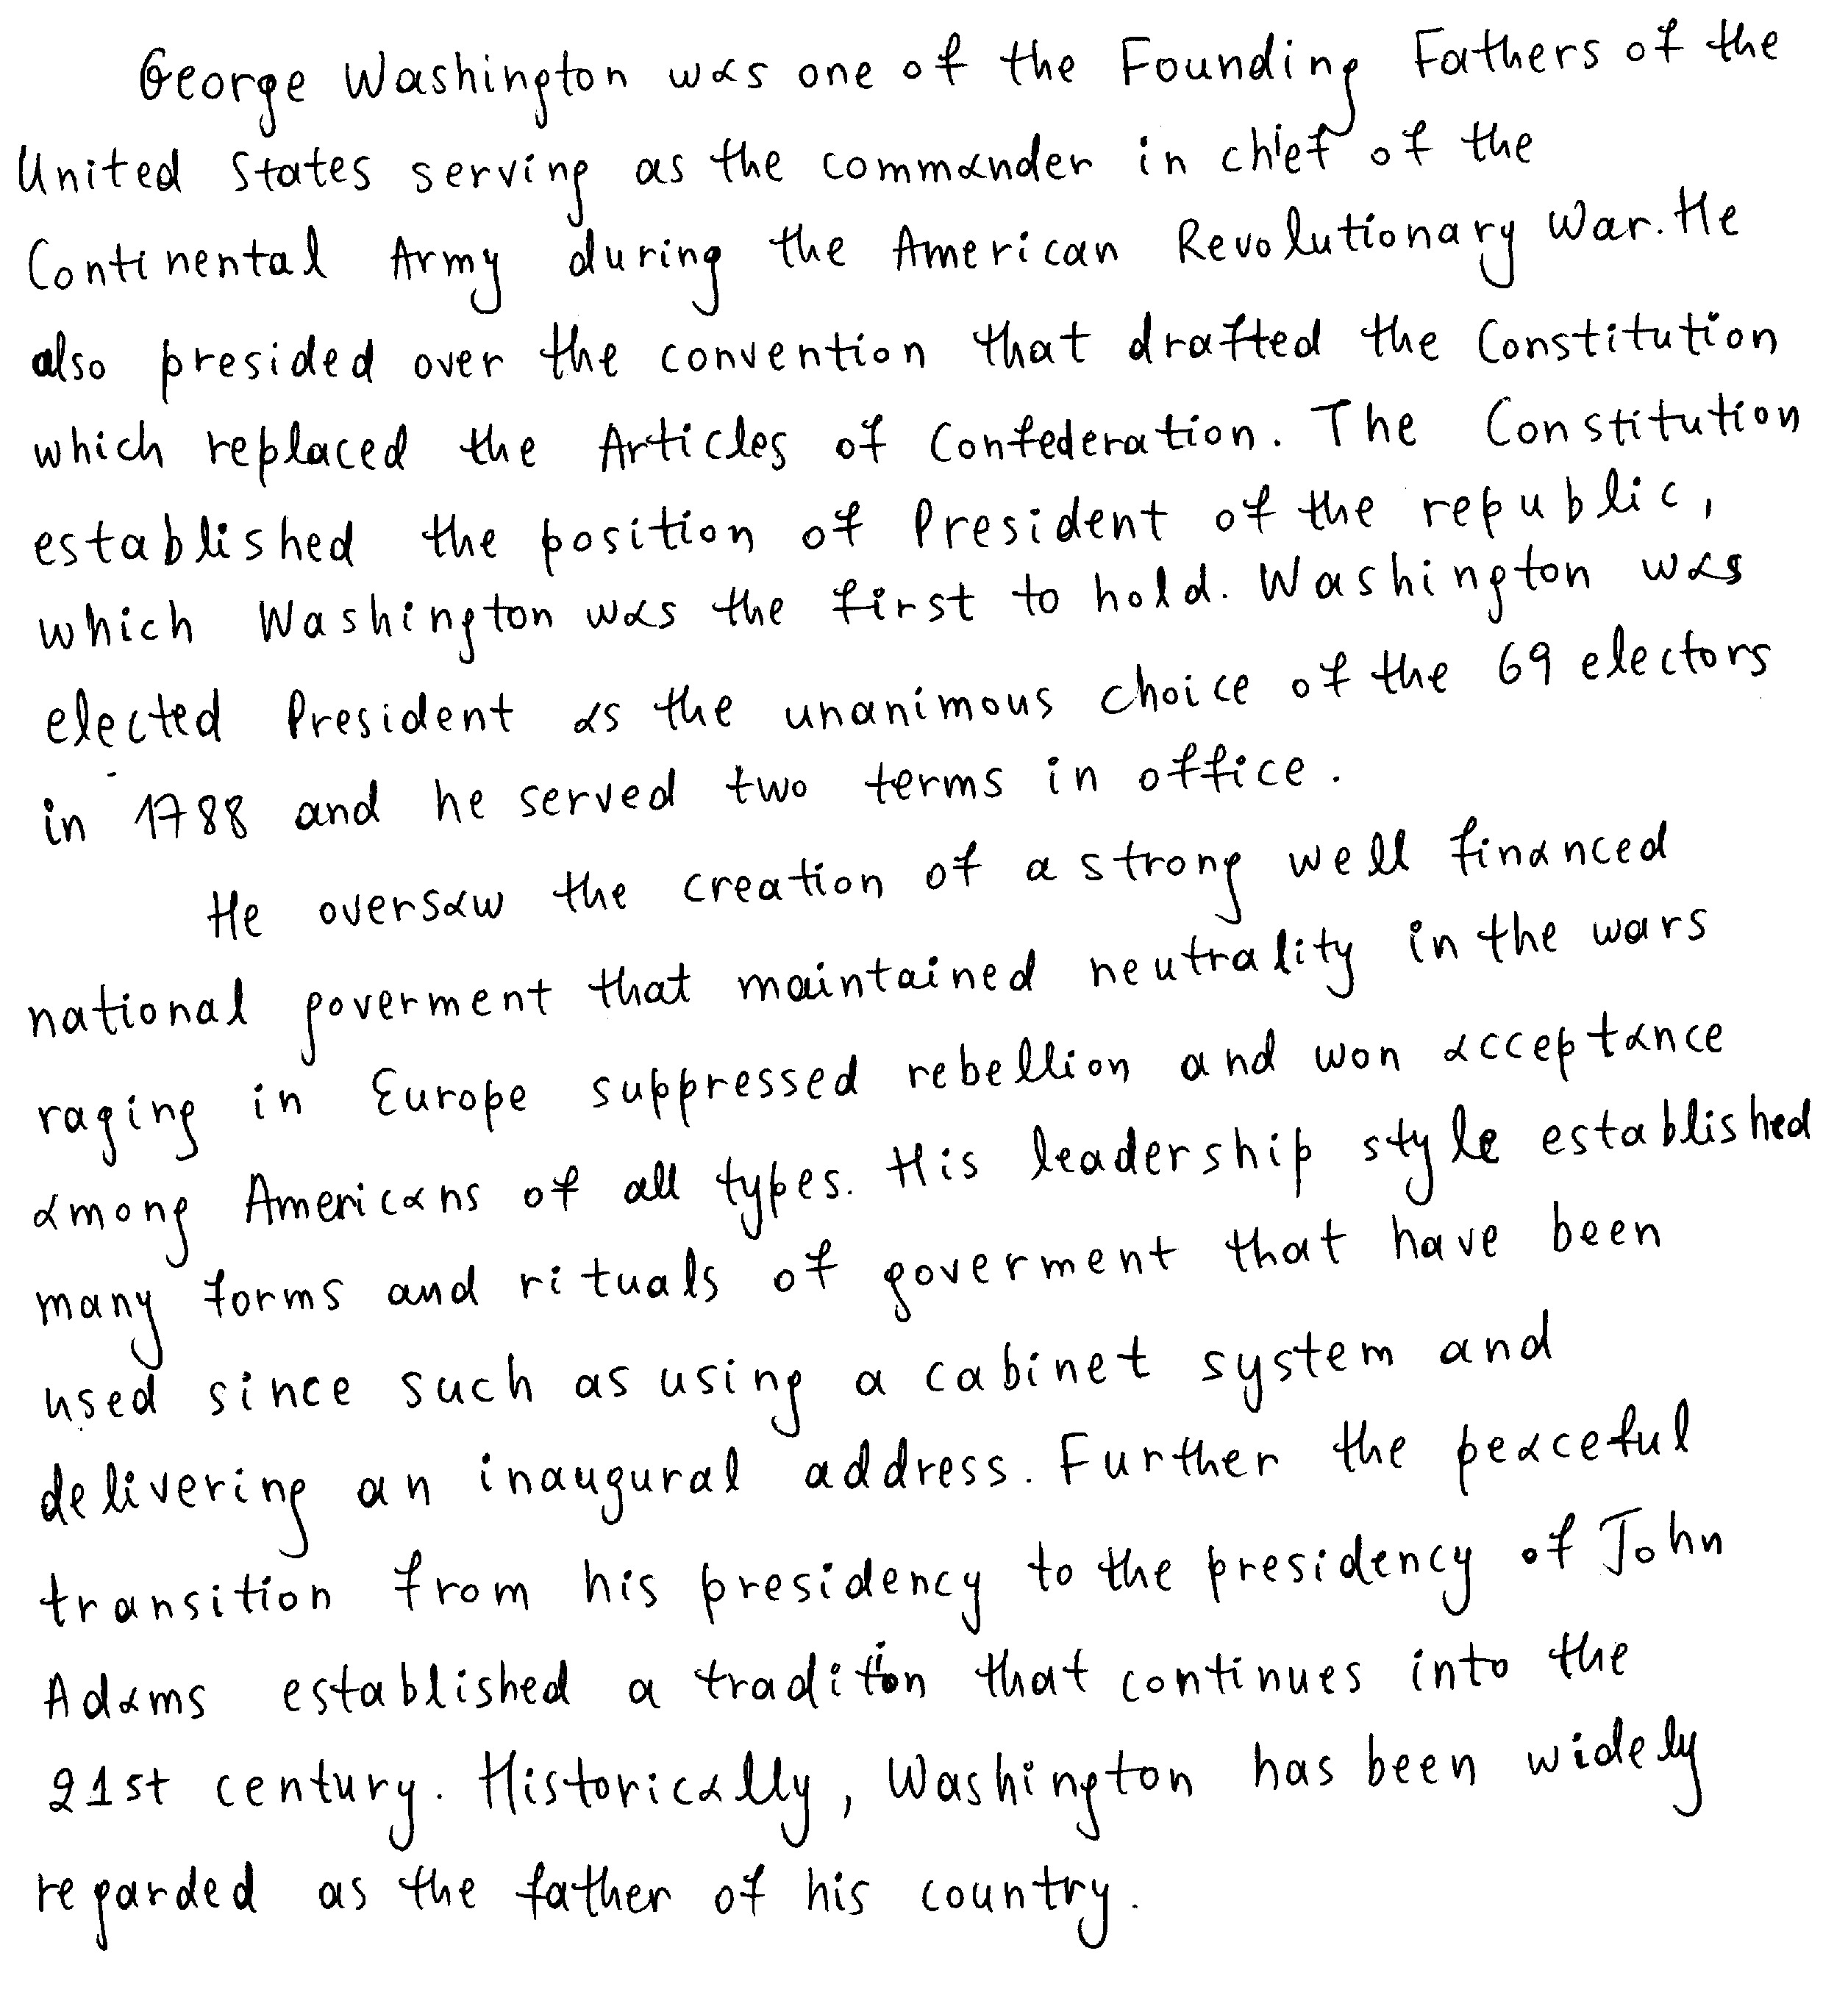 George Washington was one of the Founding Fathers of the
United States serving as the commander in chief of the
Continental Army during the American Revolutionary War. He
also presided over the convention that drafted the Constitution
which replaced the Articles of Confederation. The Constitution
established the position of President of the republic,
which Washington was the first to hold. Washington was
elected President as the unanimous choice of the 69 electors
in 1788 and he served two terms in office.
He oversaw the creation of a strong well financed
national goverment that maintained neutrality in the wars
raging in Europe suppressed rebellion and won acceptance
among Americans of all types. His leadership style established
many forms and rituals of goverment that have been
used since such as using a cabinet system and
delivering an inaugural address. Further the peaceful
transition from his presidency to the presidency of John
Adams established a tradition that continues into the
21st century. Historically, Washington has been widely
regarded as the father of his country.